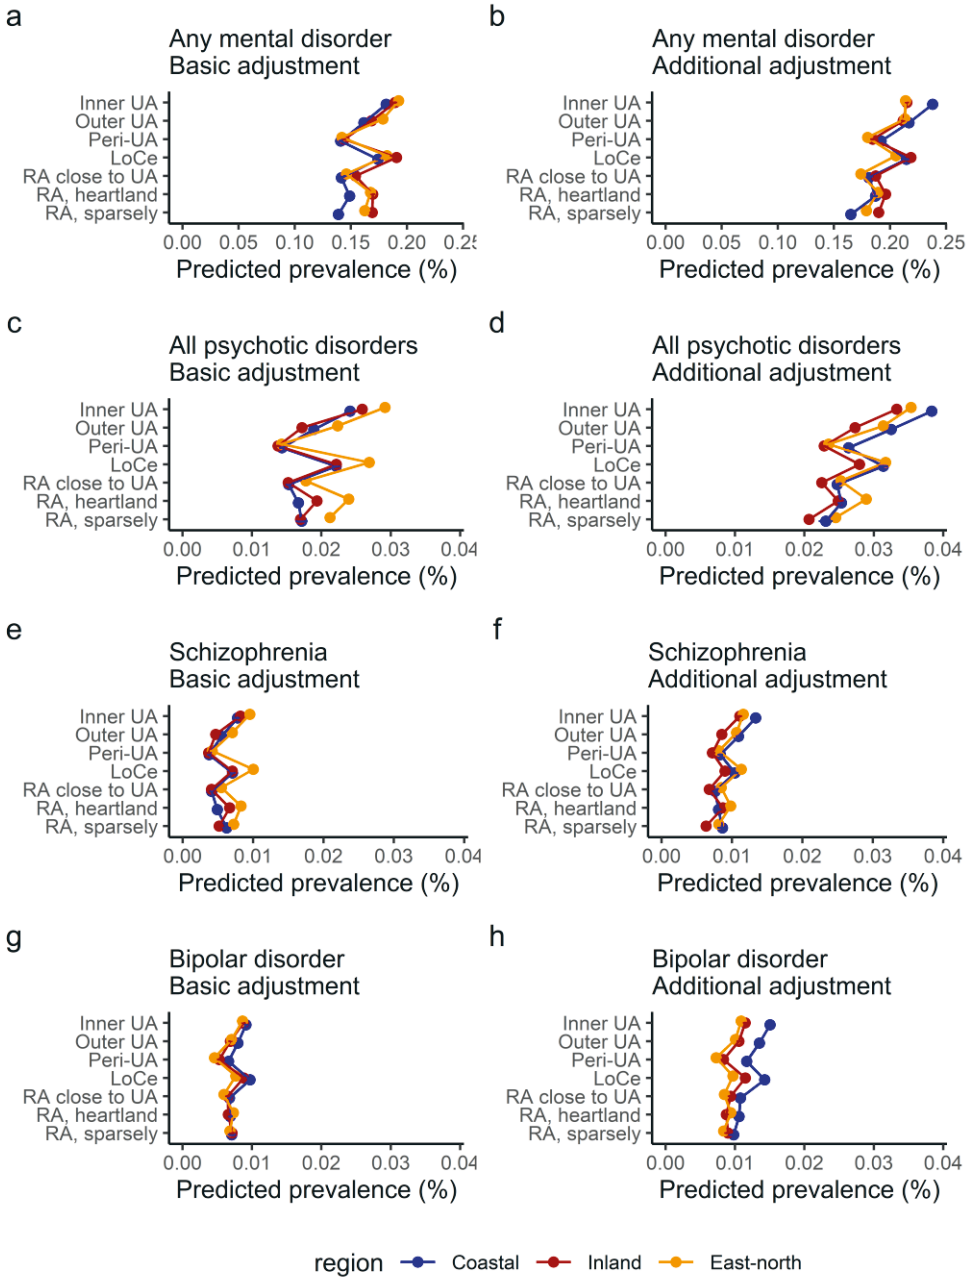 a
Any mental disorder
Basic adjustment
Inner UA
Outer UA
Peri-UA
LoCe
RA close to UA
RA, heartland
RA, sparsely
0.00 0.05 0.10 0.15 0.20 0.25
Predicted prevalence (%)
b
Any mental disorder
Additional adjustment
Inner UA
Outer UA
Peri-UA
LoCe
RA close to UA
RA, heartland
RA, sparsely
0.00 0.05 0.10 0.15 0.20 0.25
Predicted prevalence (%)
c
All psychotic disorders
Basic adjustment
Inner UA
Outer UA
Peri-UA
LoCe
RA close to UA
RA, heartland
RA, sparsely
0.00 0.01 0.02 0.03 0.04
Predicted prevalence (%)
d
All psychotic disorders
Additional adjustment
Inner UA
Outer UA
Peri-UA
LoCe
RA close to UA
RA, heartland
RA, sparsely
0.00 0.01 0.02 0.03 0.04
Predicted prevalence (%)
e
Schizophrenia
Basic adjustment
Inner UA
Outer UA
Peri-UA
LoCe
RA close to UA
RA, heartland
RA, sparsely
0.00 0.01 0.02 0.03 0.04
Predicted prevalence (%)
f
Schizophrenia
Additional adjustment
Inner UA
Outer UA
Peri-UA
LoCe
RA close to UA
RA, heartland
RA, sparsely
0.00 0.01 0.02 0.03 0.04
Predicted prevalence (%)
g
Bipolar disorder
Basic adjustment
Inner UA
Outer UA
Peri-UA
LoCe
RA close to UA
RA, heartland
RA, sparsely
0.00 0.01 0.02 0.03 0.04
Predicted prevalence (%)
h
Bipolar disorder
Additional adjustment
Inner UA
Outer UA
Peri-UA
LoCe
RA close to UA
RA, heartland
RA, sparsely
0.00 0.01 0.02 0.03 0.04
Predicted prevalence (%)
region Coastal Inland East-north